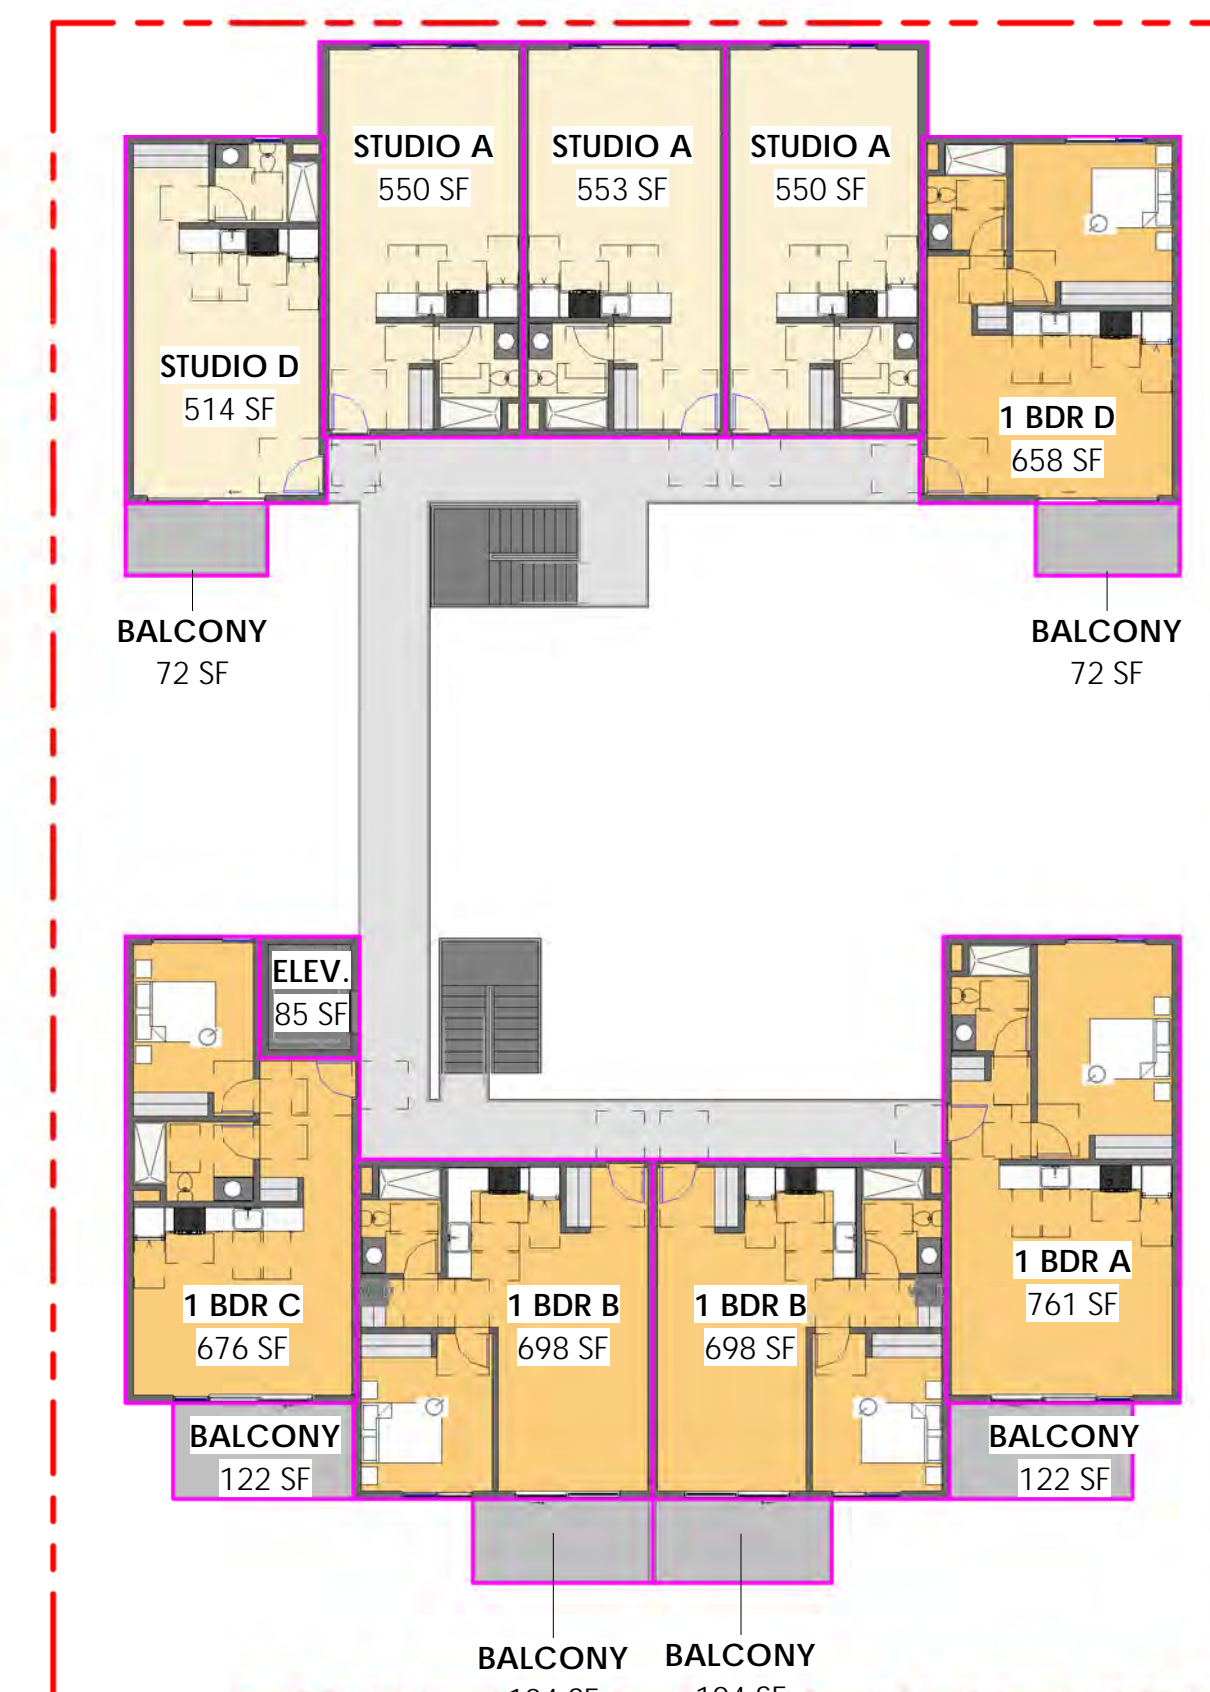 STUDIO A
550 SF
STUDIO A
553 SF
STUDIO A
550 SF
STUDIO D
514 SF
1 BDR D
658 SF
BALCONY
72 SF
BALCONY
72 SF
ELEV.
85 SF
1 BDR C
676 SF
1 BDR B
698 SF
1 BDR B
698 SF
1 BDR A
761 SF
BALCONY
122 SF
BALCONY
122 SF
BALCONY
BALCONY